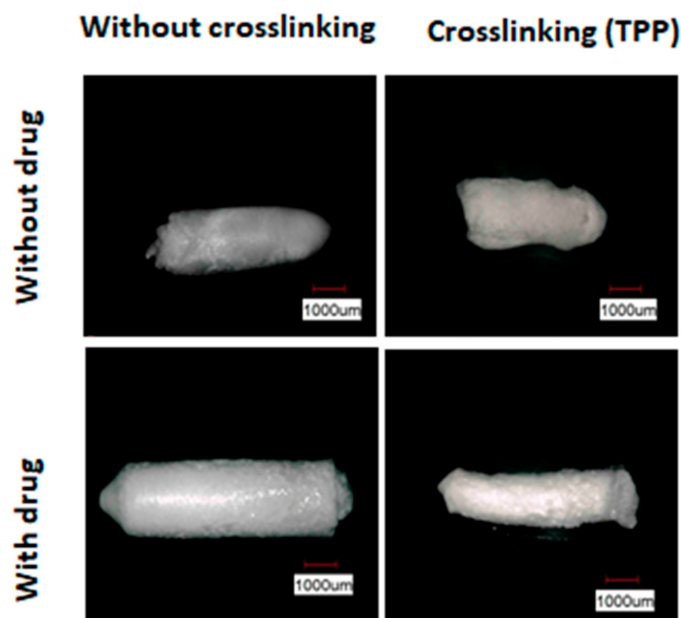 Without crosslinking
Crosslinking (TPP)
Without drug
1000um
1000um
With drug
1000um
1000um